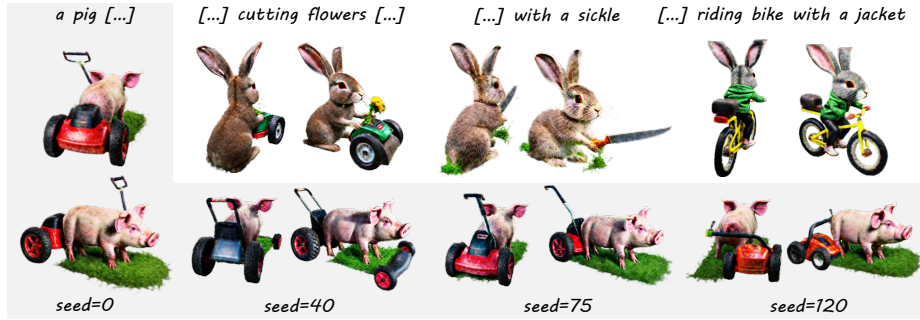 a pig [...]
[...] cutting flowers [...]
[...] with a sickle
[...] riding bike with a jacket
seed=0
seed=40
seed=75
seed=120